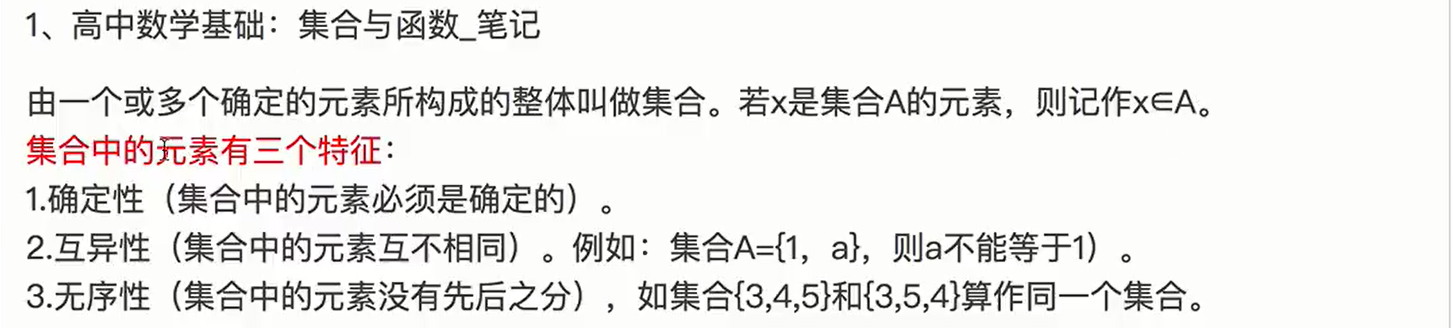 1、高中数学基础：集合与函数_笔记
由一个或多个确定的元素所构成的整体叫做集合。若x是集合A的元素，则记作x∈A。
集合中的元素有三个特征：
1.确定性（集合中的元素必须是确定的）。
2.互异性（集合中的元素互不相同）。例如：集合A={1，a}，则a不能等于1）。
3.无序性（集合中的元素没有先后之分），如集合{3,4,5}和{3,5,4}算作同一个集合。